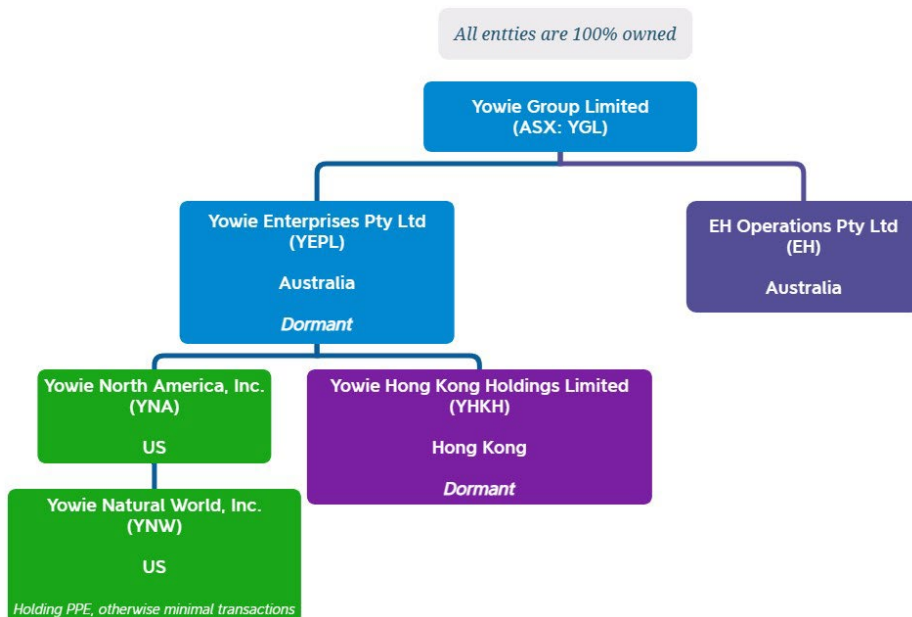 All entties are 100% owned
Yowie Group Limited
(ASX: YGL)
Yowie Enterprises Pty Ltd
(YEPL)
Australia
Dormant
EH Operations Pty Ltd
(EH)
Australia
Yowie North America, Inc.
(YNA)
US
Yowie Hong Kong Holdings Limited
(YHKH)
Hong Kong
Dormant
Yowie Natural World, Inc.
(YNW)
US
Holding PPE, otherwise minimal transactions